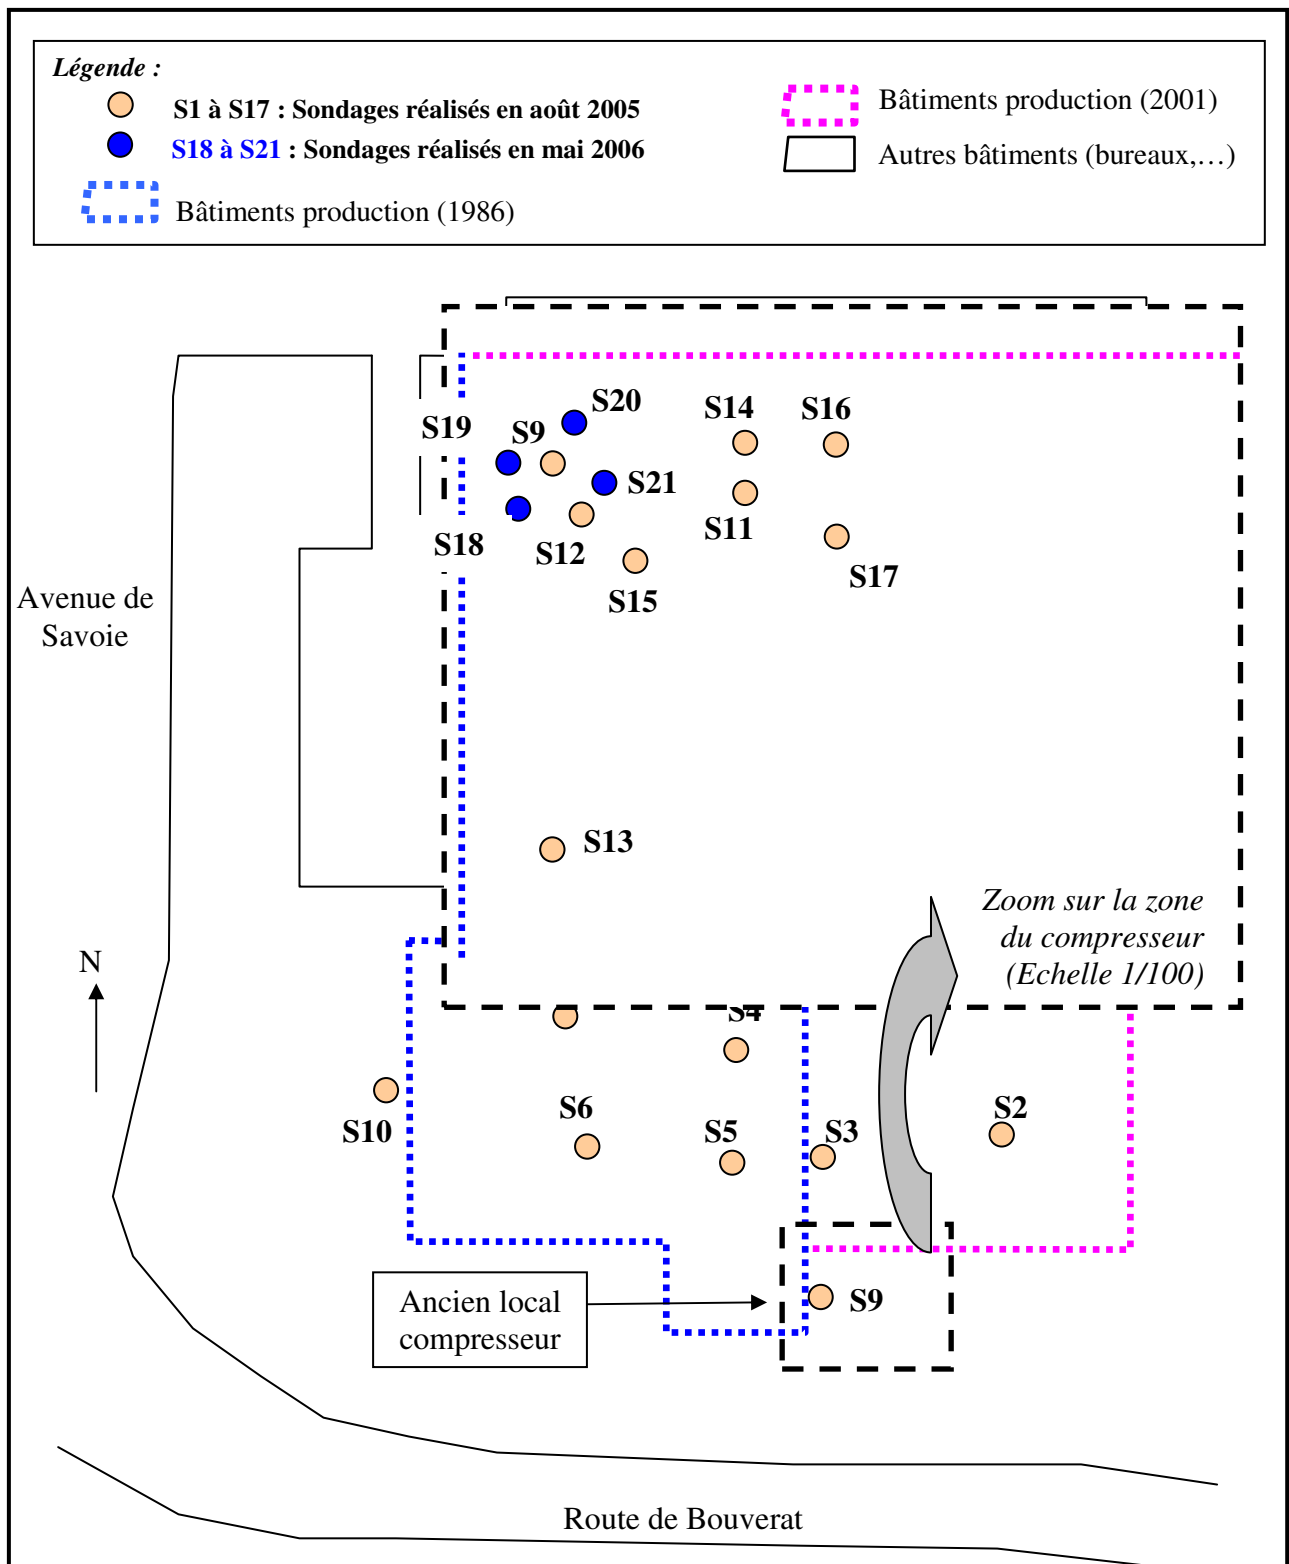 Légende :
S1 à S17 : Sondages réalisés en août 2005
S18 à S21 : Sondages réalisés en mai 2006
Bâtiments production (1986)
Bâtiments production (2001)
Autres bâtiments (bureaux,…)
S20
S14
S16
S19
S9
S21
S11
S18
S12
S17
S15
Avenue de
Savoie
S13
Zoom sur la zone
du compresseur
(Echelle 1/100)
N
S4
S6
S2
S10
S5
S3
Ancien local
compresseur
S9
Route de Bouverat